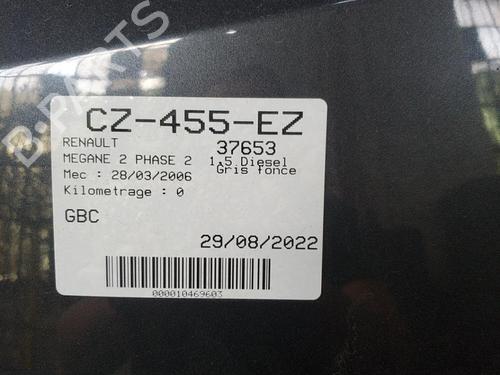 B-PARTS
CZ-455-EZ
RENAULT 37653
MEGANE 2 PHASE 2 1.5 Diesel
Gris fonce
Mec : 28/03/2006
Kilometrage : 0
GBC
29/08/2022
000010469603